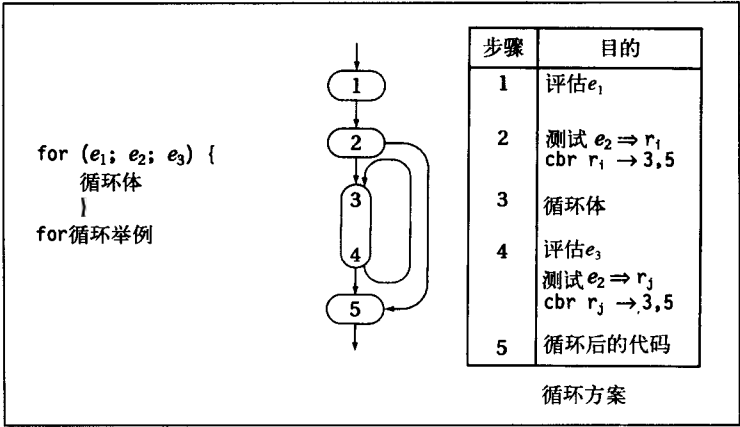 for (e₁; e₂; e₃) {
循环体
}
for循环举例
1
2
3
4
5
步骤 目的
1 评估e₁
2 测试 e₂ ⇒ rᵢ
cbr rᵢ → 3,5
3 循环体
4 评估e₃
测试 e₂ ⇒ rⱼ
cbr rⱼ → 3,5
5 循环后的代码
循环方案